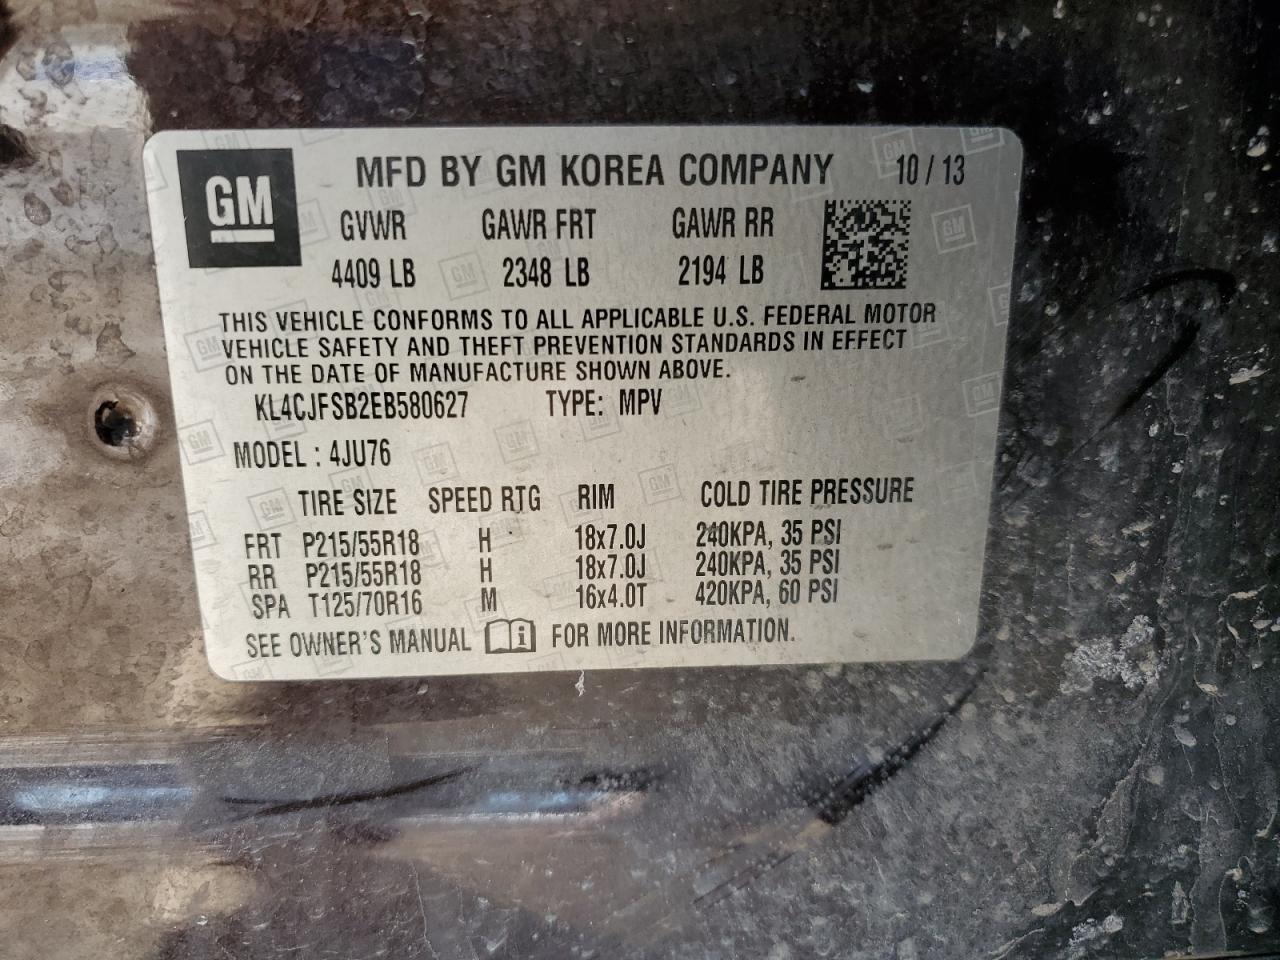 GM
MFD BY GM KOREA COMPANY 10 / 13
GVWR GAWR FRT GAWR RR
4409 LB 2348 LB 2194 LB
THIS VEHICLE CONFORMS TO ALL APPLICABLE U.S. FEDERAL MOTOR
VEHICLE SAFETY AND THEFT PREVENTION STANDARDS IN EFFECT
ON THE DATE OF MANUFACTURE SHOWN ABOVE.
KL4CJFSB2EB580627 TYPE: MPV
MODEL : 4JU76
TIRE SIZE SPEED RTG RIM COLD TIRE PRESSURE
FRT P215/55R18 H 18x7.0J 240KPA, 35 PSI
RR P215/55R18 H 18x7.0J 240KPA, 35 PSI
SPA T125/70R16 M 16x4.0T 420KPA, 60 PSI
SEE OWNER'S MANUAL i FOR MORE INFORMATION.